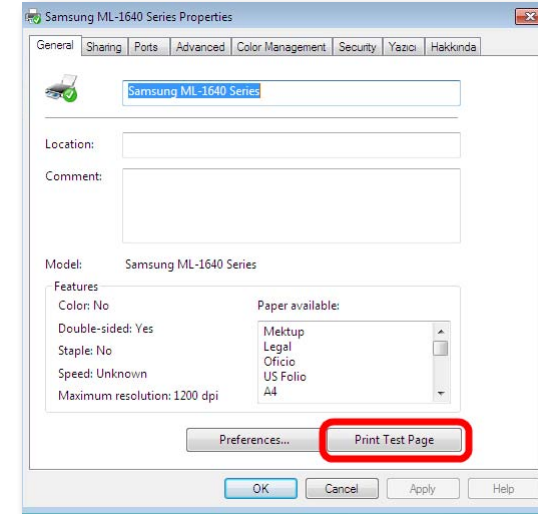 Samsung ML-1640 Series Properties
General Sharing Ports Advanced Color Management Security Yazıcı Hakkında
Samsung ML-1640 Series
Location:
Comment:
Model: Samsung ML-1640 Series
Features
Color: No Paper available:
Double-sided: Yes Mektup
Staple: No Legal
Oficio
Speed: Unknown US Folio
Maximum resolution: 1200 dpi A4
Preferences... Print Test Page
OK Cancel Apply Help